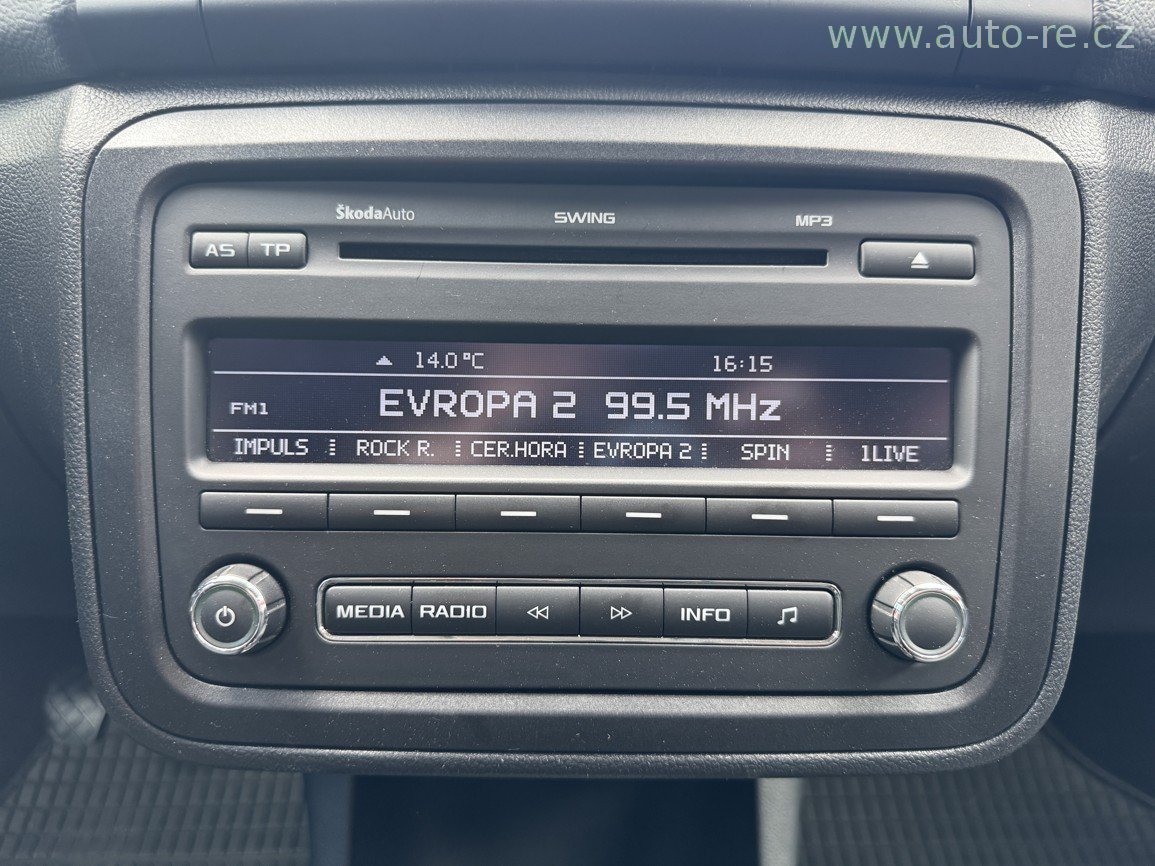 www.auto-re.cz
ŠkodaAuto SWING MP3
AS TP
14.0°C 16:15
FM1 EVROPA 2 99.5 MHz
IMPULS ROCK R. CER.HORA EVROPA 2 SPIN 1LIVE
MEDIA RADIO INFO